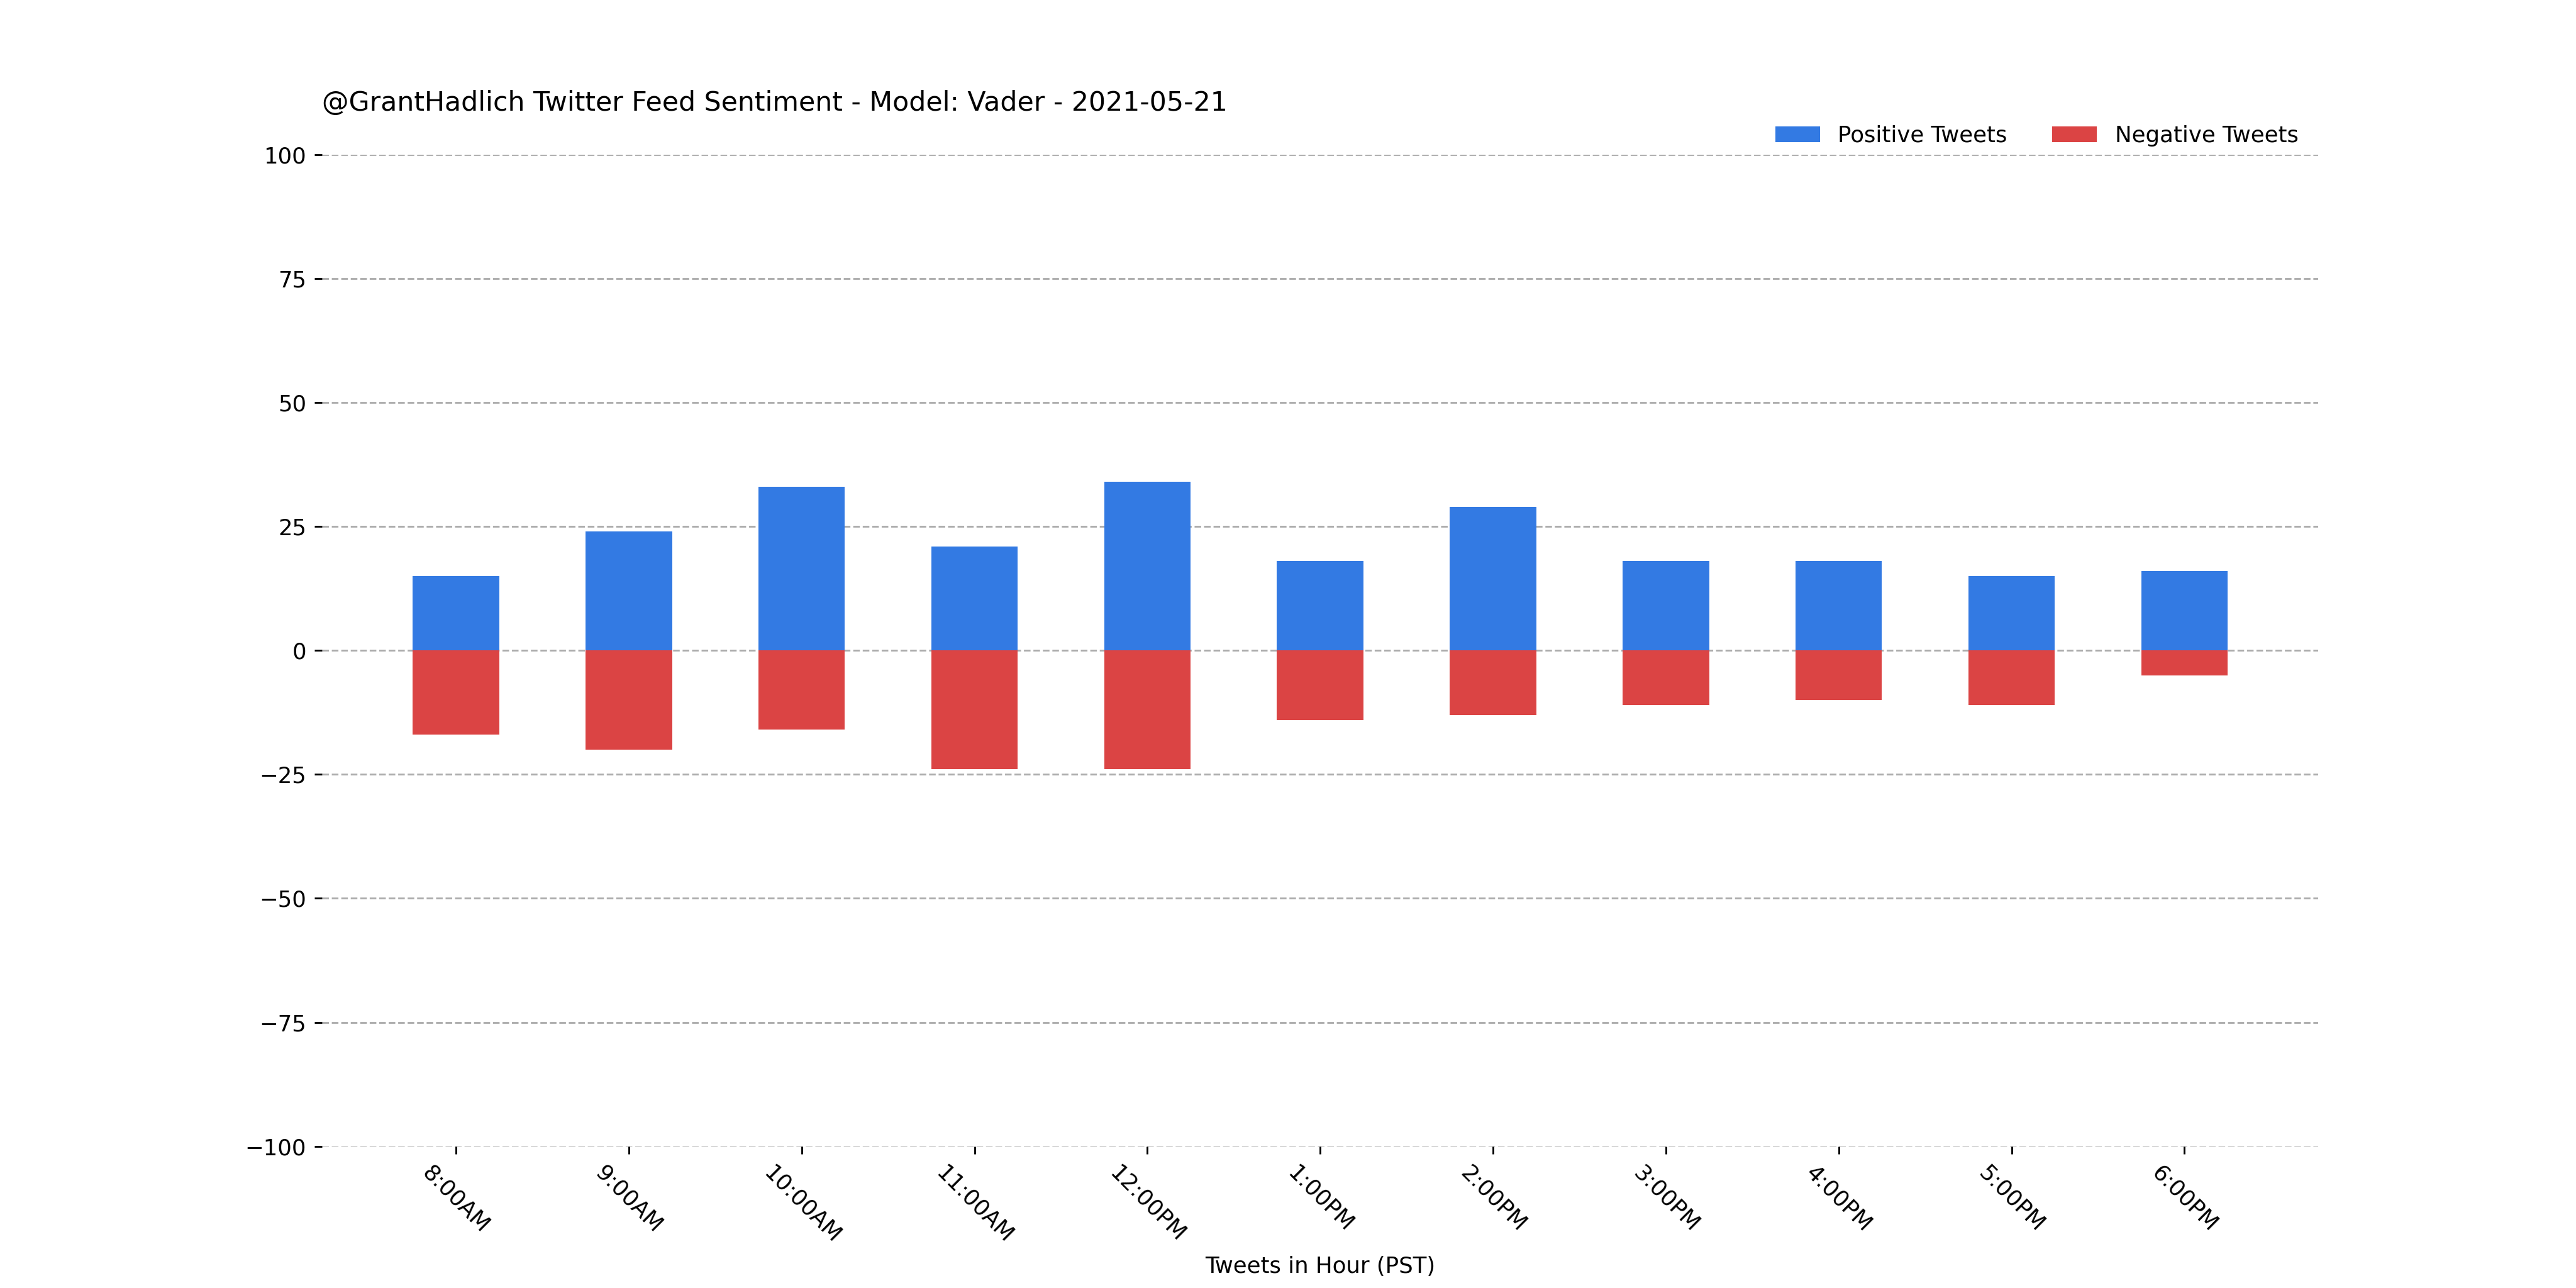 @GrantHadlich Twitter Feed Sentiment - Model: Vader - 2021-05-21
Positive Tweets
Negative Tweets
100
75
50
25
0
−25
−50
−75
−100
8:00AM
9:00AM
10:00AM
11:00AM
12:00PM
1:00PM
2:00PM
3:00PM
4:00PM
5:00PM
6:00PM
Tweets in Hour (PST)